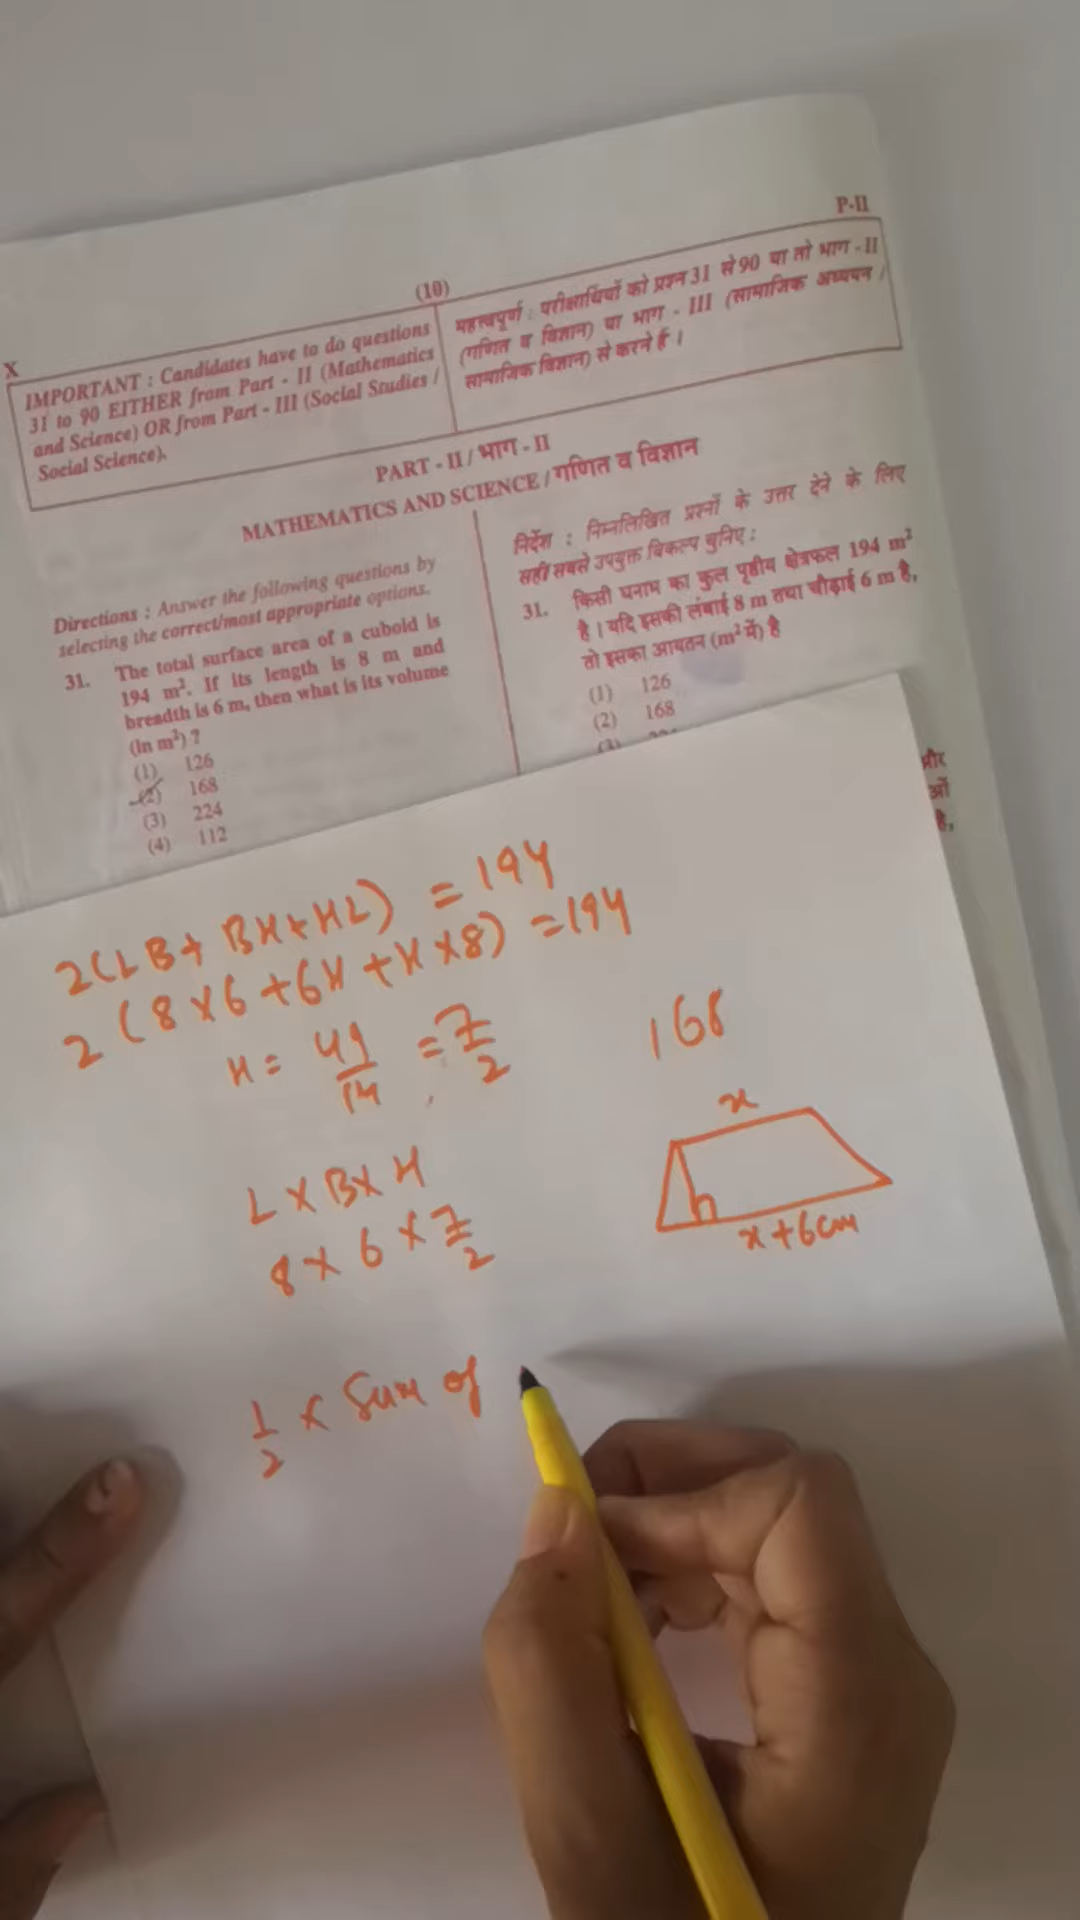 P-II
(10)
X
IMPORTANT : Candidates have to do questions
31 to 90 EITHER from Part - II (Mathematics
and Science) OR from Part - III (Social Studies /
Social Science).
महत्वपूर्ण : परीक्षार्थियों को प्रश्न 31 से 90 या तो भाग - II
(गणित व विज्ञान) या भाग - III (सामाजिक अध्ययन /
सामाजिक विज्ञान) से करने हैं ।
PART - II / भाग - II
MATHEMATICS AND SCIENCE / गणित व विज्ञान
Directions : Answer the following questions by
selecting the correct/most appropriate options.
31. The total surface area of a cuboid is
194 m². If its length is 8 m and
breadth is 6 m, then what is its volume
(In m³) ?
(1) 126
(2) 168
(3) 224
(4) 112
निर्देश : निम्नलिखित प्रश्नों के उत्तर देने के लिए
सही/सबसे उपयुक्त विकल्प चुनिए :
31. किसी घनाभ का कुल पृष्ठीय क्षेत्रफल 194 m²
है । यदि इसकी लंबाई 8 m तथा चौड़ाई 6 m है,
तो इसका आयतन (m³ में) है
(1) 126
(2) 168
(3)
और
ओं
है,
2(LB+BH+HL) = 194
2(8×6+6H+H×8) = 194
H = 49/14 = 7/2
168
L×B×H
8×6×7/2
x
x+6cm
1/2 × Sum of